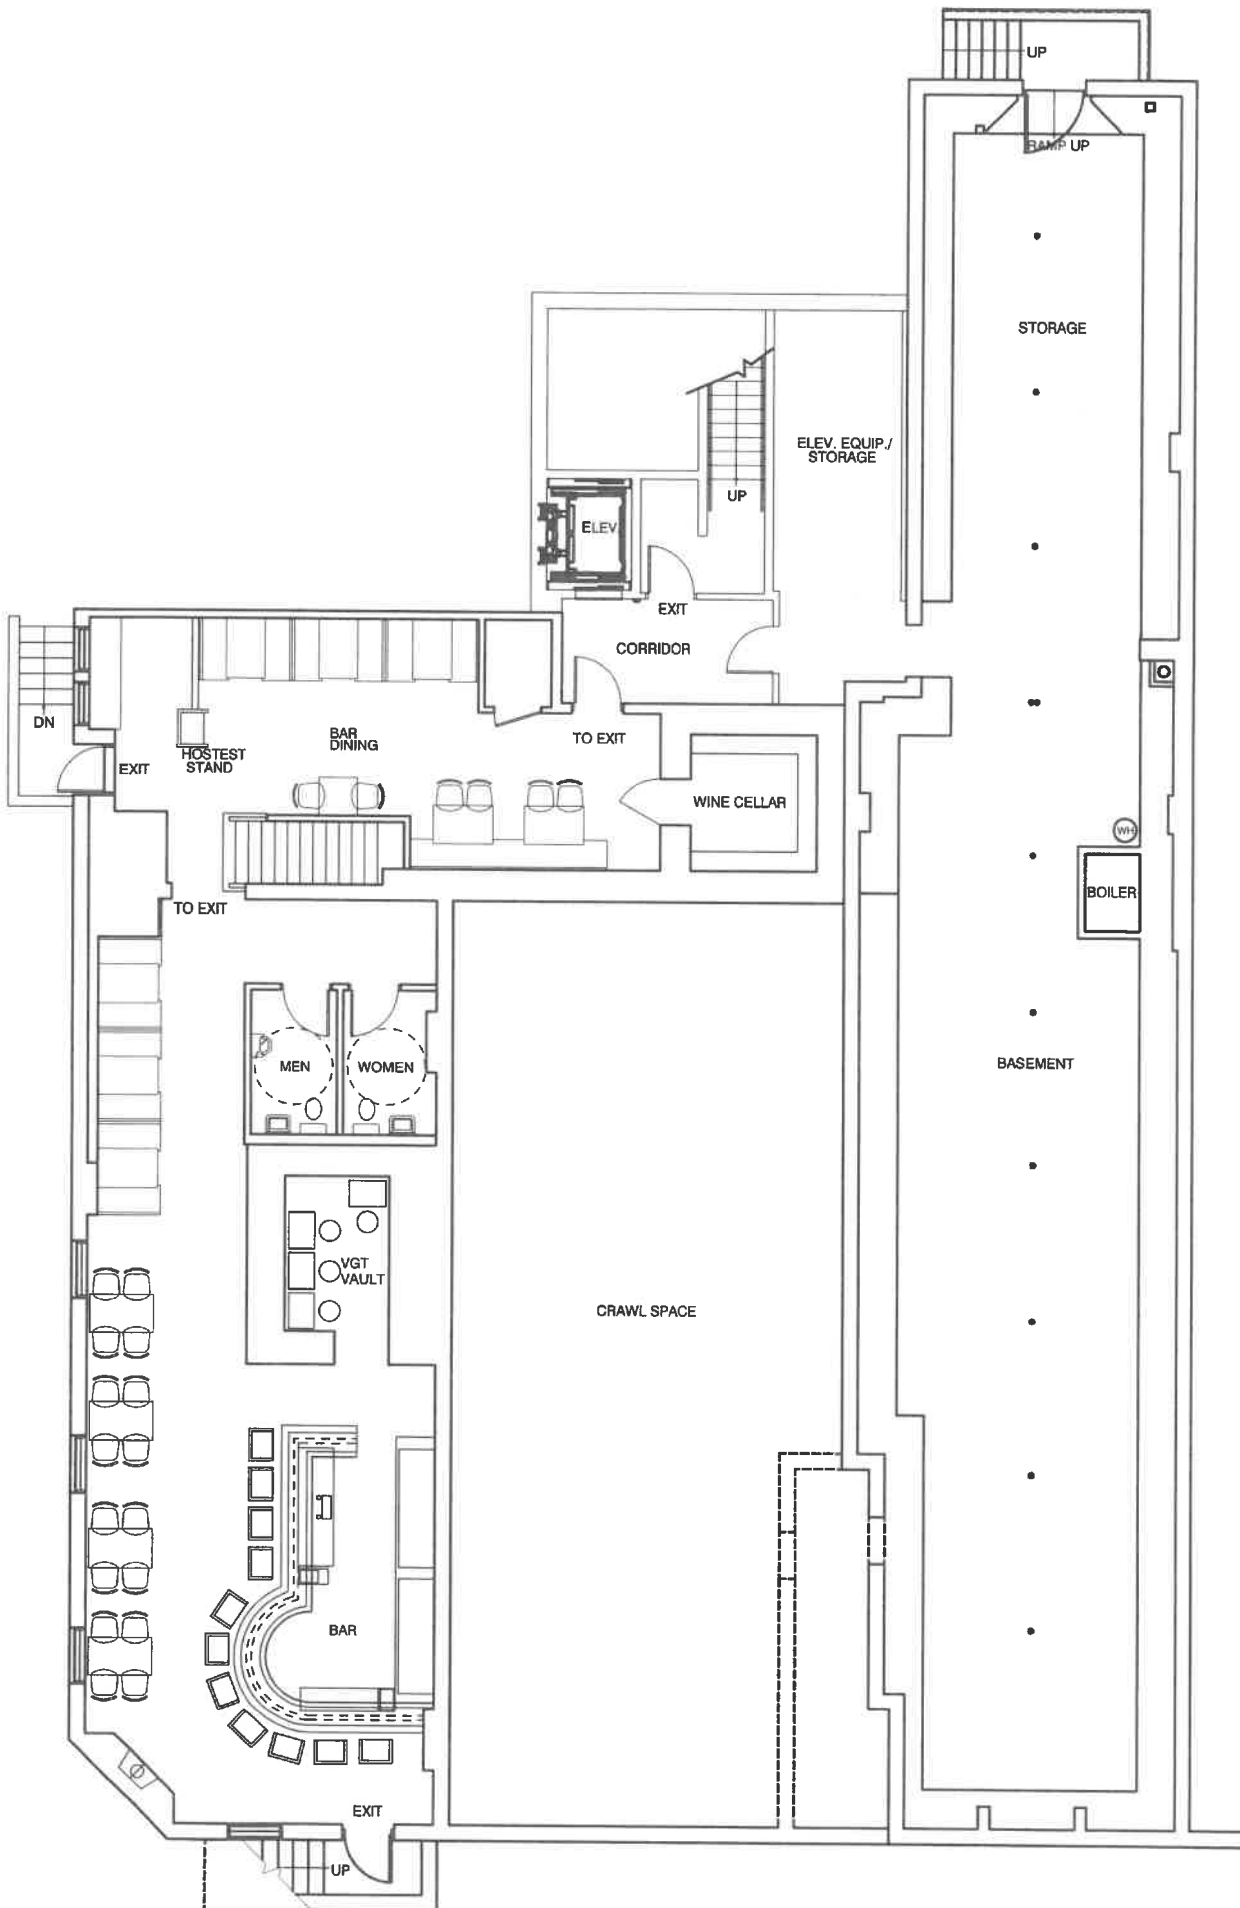 UP
RAMP UP
STORAGE
ELEV. EQUIP./
STORAGE
UP
ELEV.
EXIT
CORRIDOR
DN
BAR
DINING
TO EXIT
HOSTEST
STAND
EXIT
WINE CELLAR
WH
BOILER
TO EXIT
MEN
WOMEN
BASEMENT
VGT
VAULT
CRAWL SPACE
BAR
EXIT
UP